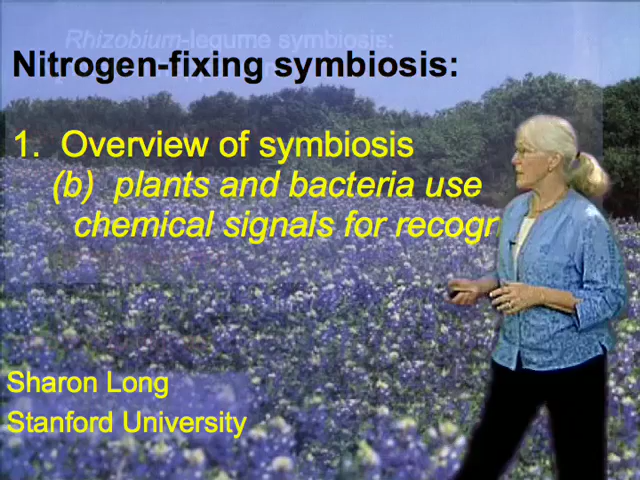 Rhizobium-legume symbiosis:
Nitrogen-fixing symbiosis:
1. Overview of symbiosis
(b) plants and bacteria use
chemical signals for recogr
Sharon Long
Stanford University